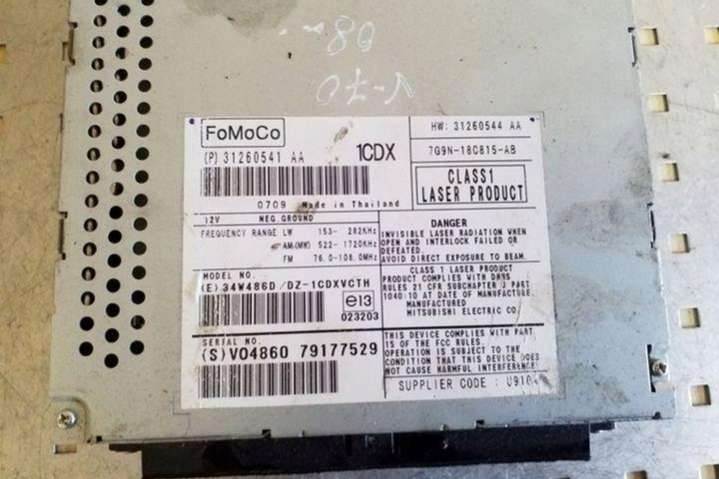 80
V-70
FoMoCo
(P) 31260541 AA
1CDX
HW: 31260544 AA
7G9N-18C815-AB
CLASS1
LASER PRODUCT
0709 Made in Thailand
12V NEG. GROUND
FREQUENCY RANGE LW 153- 282KHz
AM(MW) 522- 1720KHz
FM 76.0-108.0MHz
DANGER
INVISIBLE LASER RADIATION WHEN
OPEN AND INTERLOCK FAILED OR
DEFEATED
AVOID DIRECT EXPOSURE TO BEAM
MODEL NO.
(E) 34W486D/DZ-1CDXVCTH
e13
023203
CLASS 1 LASER PRODUCT
PRODUCT COMPLIES WITH DHHS
RULES 21 CFR SUBCHAPTER J PART
1040:10 AT DATE OF MANUFACTURE
MANUFACTURED
MITSUBISHI ELECTRIC CO
SERIAL NO.
(S) V04860 79177529
THIS DEVICE COMPLIES WITH PART
15 OF THE FCC RULES.
OPERATION IS SUBJECT TO THE
CONDITION THAT THIS DEVICE DOES
NOT CAUSE HARMFUL INTERFERENCE
SUPPLIER CODE : U910